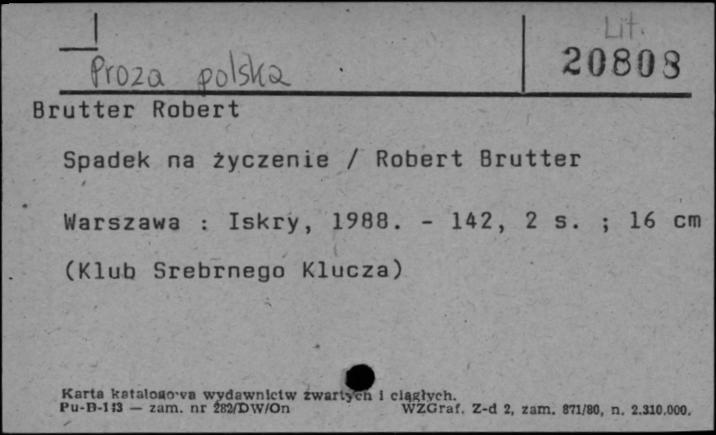 Lit.
20808
Proza polska
Brutter Robert
Spadek na życzenie / Robert Brutter
Warszawa : Iskry, 1988. - 142, 2 s. ; 16 cm
(Klub Srebrnego Klucza)
Karta katalogowa wydawnictw zwartych i ciągłych.
Pu-B-113 — zam. nr 282/DW/On WZGraf. Z-d 2, zam. 871/80, n. 2.310.000.